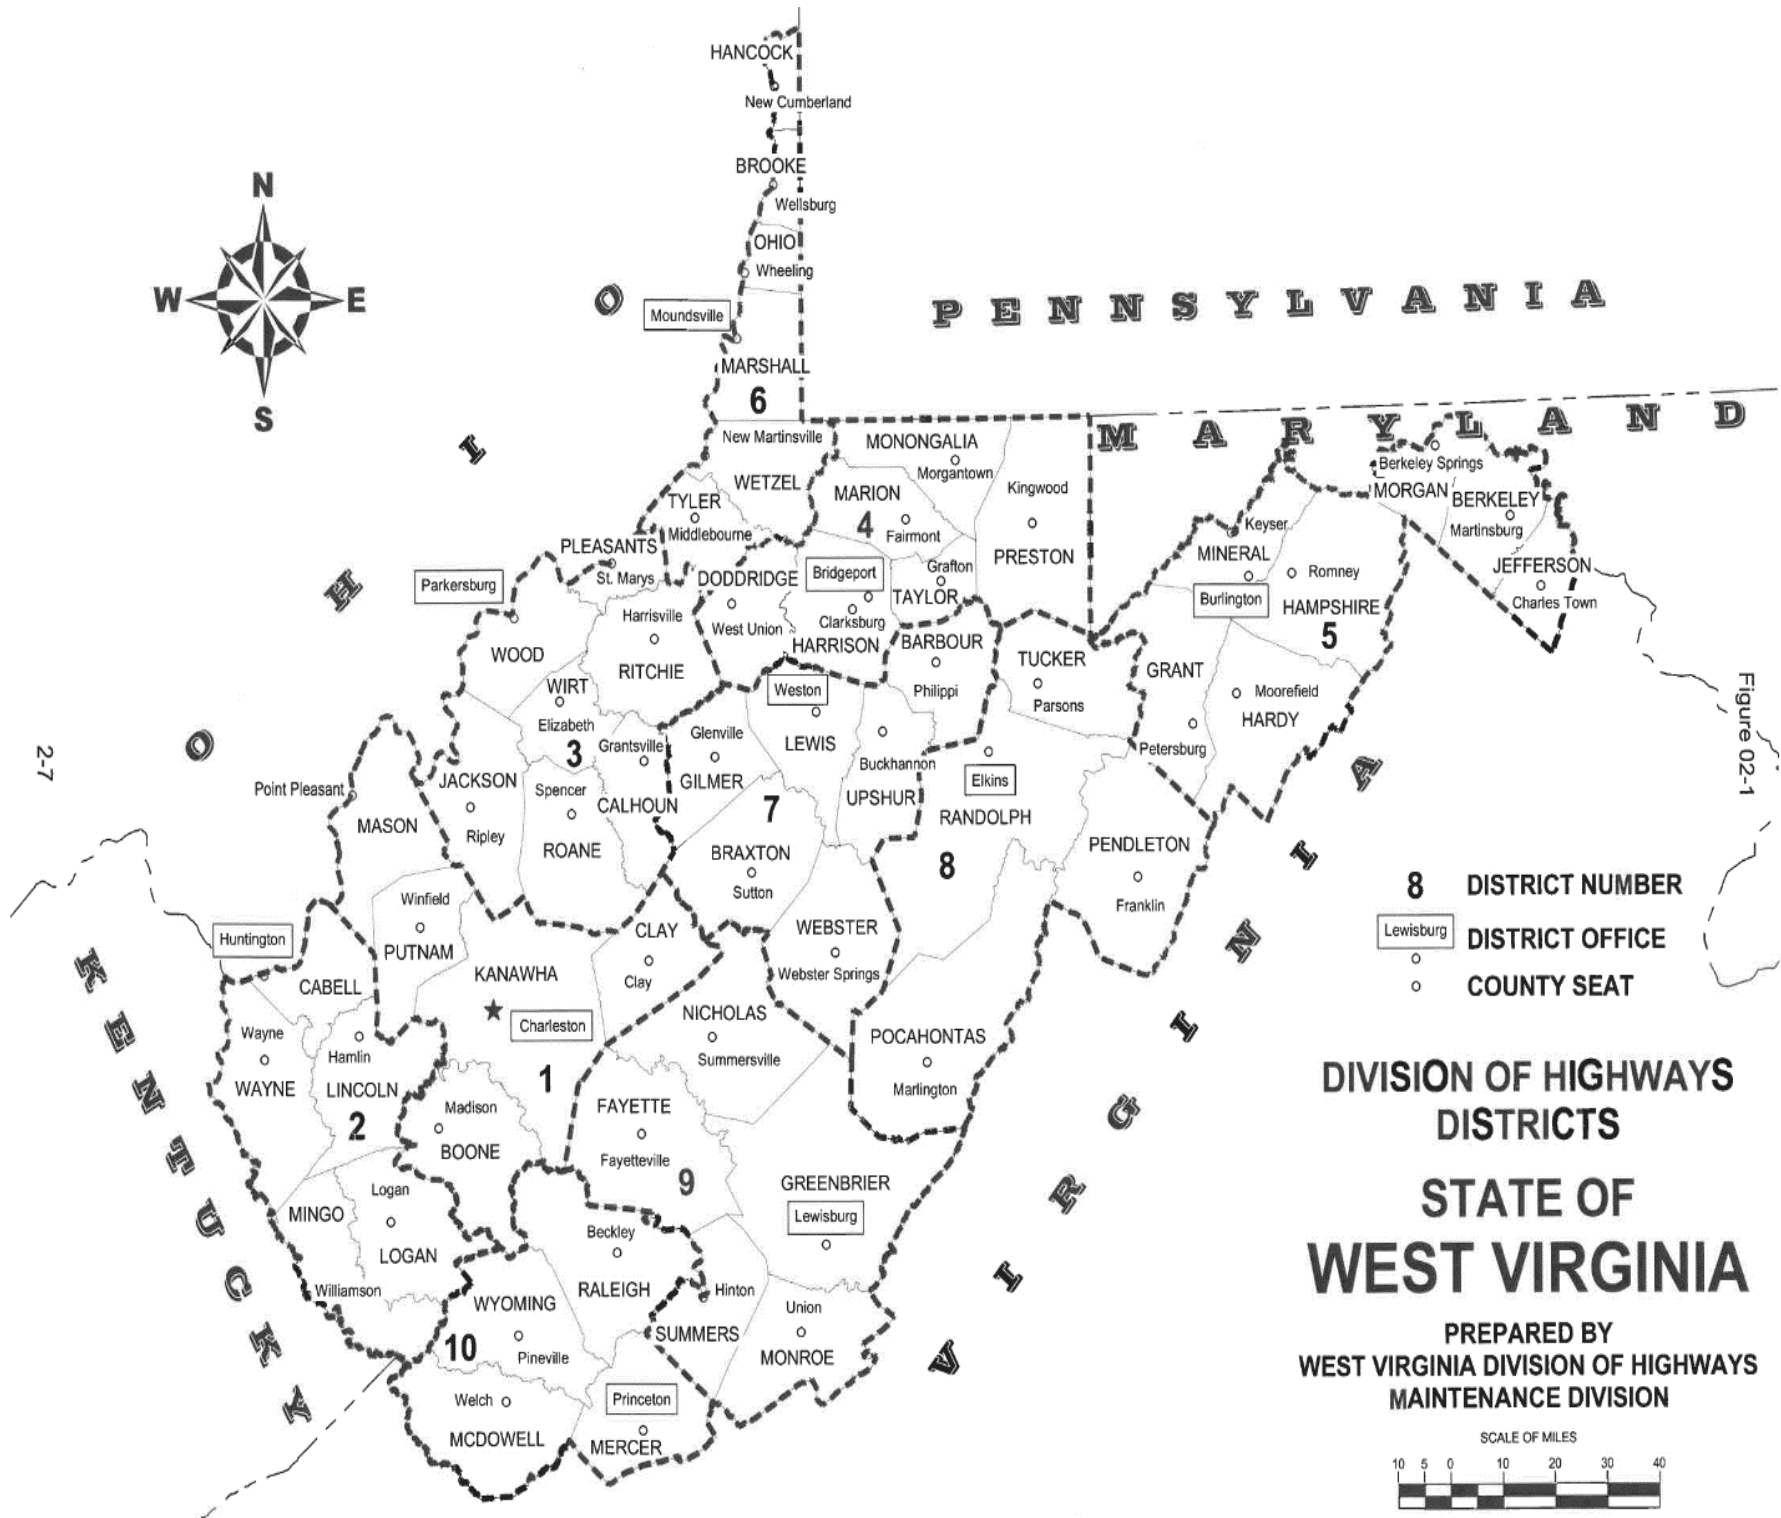 HANCOCK
New Cumberland
BROOKE
Wellsburg
OHIO
Wheeling
Moundsville
MARSHALL
6
N
W
E
S
O
H
I
O
PENNSYLVANIA
MARYLAND
New Martinsville
WETZEL
TYLER
Middlebourne
MONONGALIA
Morgantown
MARION
4
Fairmont
Kingwood
PRESTON
PLEASANTS
St. Marys
Parkersburg
DODDRIDGE
West Union
Bridgeport
Clarksburg
HARRISON
Grafton
TAYLOR
Keyser
MINERAL
Burlington
Romney
HAMPSHIRE
5
Berkeley Springs
MORGAN
BERKELEY
Martinsburg
JEFFERSON
Charles Town
WOOD
Harrisville
RITCHIE
WIRT
Elizabeth
3
Grantsville
CALHOUN
BARBOUR
Philippi
TUCKER
Parsons
GRANT
Petersburg
Moorefield
HARDY
Weston
LEWIS
Glenville
GILMER
7
Buckhannon
UPSHUR
Elkins
RANDOLPH
8
JACKSON
Ripley
Spencer
ROANE
Point Pleasant
MASON
BRAXTON
Sutton
PENDLETON
Franklin
Winfield
PUTNAM
Huntington
CABELL
KANAWHA
Charleston
1
CLAY
Clay
WEBSTER
Webster Springs
NICHOLAS
Summersville
POCAHONTAS
Marlington
Wayne
WAYNE
Hamlin
LINCOLN
2
Madison
BOONE
FAYETTE
Fayetteville
9
GREENBRIER
Lewisburg
MINGO
Williamson
Logan
LOGAN
Beckley
RALEIGH
WYOMING
10
Pineville
Hinton
SUMMERS
Union
MONROE
Welch
MCDOWELL
Princeton
MERCER
KENTUCKY
VIRGINIA
2-7
Figure 02-1
8 DISTRICT NUMBER
Lewisburg DISTRICT OFFICE
COUNTY SEAT
DIVISION OF HIGHWAYS
DISTRICTS
STATE OF
WEST VIRGINIA
PREPARED BY
WEST VIRGINIA DIVISION OF HIGHWAYS
MAINTENANCE DIVISION
SCALE OF MILES
10 5 0 10 20 30 40